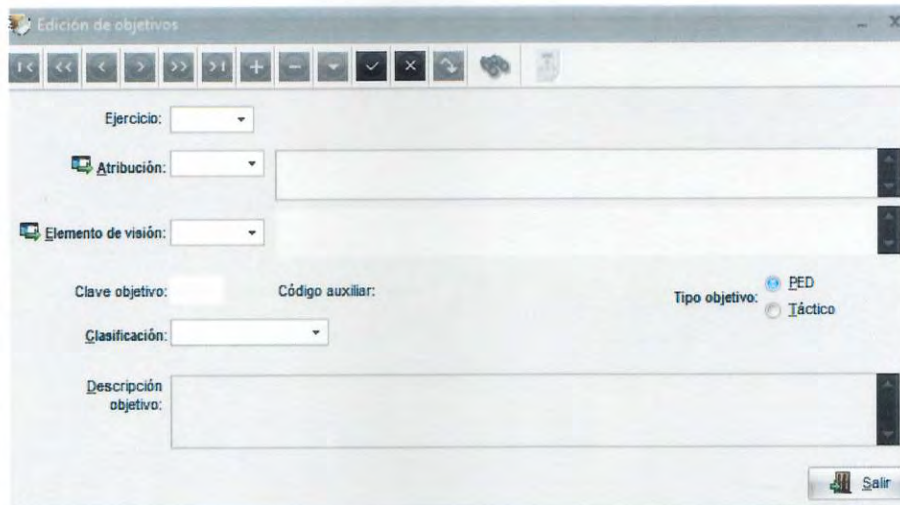 Edición de objetivos
Ejercicio:
Atribución:
Elemento de visión:
Clave objetivo:
Código auxiliar:
Tipo objetivo:
PED
Táctico
Clasificación:
Descripción
objetivo:
Salir